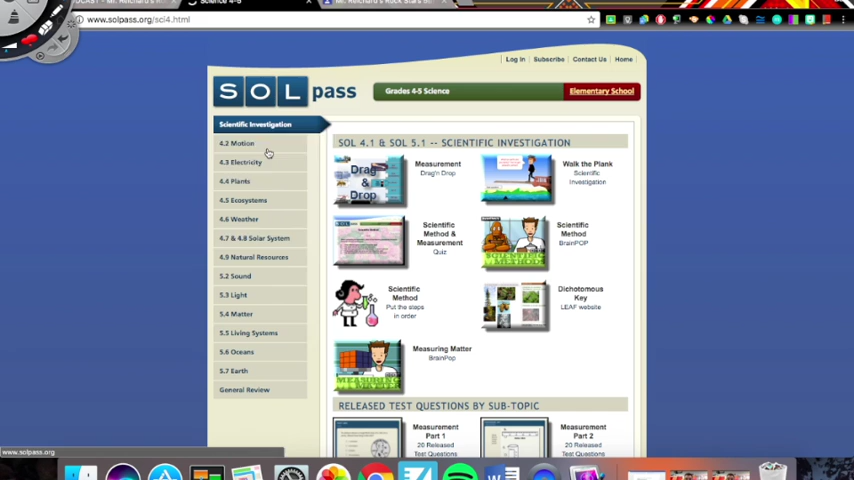 www.solpass.org/sci4.html
Log In Subscribe Contact Us Home
SOL pass
Grades 4-5 Science
Elementary School
Scientific Investigation
4.2 Motion
4.3 Electricity
4.4 Plants
4.5 Ecosystems
4.6 Weather
4.7 & 4.8 Solar System
4.9 Natural Resources
5.2 Sound
5.3 Light
5.4 Matter
5.5 Living Systems
5.6 Oceans
5.7 Earth
General Review
SOL 4.1 & SOL 5.1 -- SCIENTIFIC INVESTIGATION
Drag
&
Drop
Measurement
Drag'n Drop
Walk the Plank
Scientific
Investigation
Scientific
Method &
Measurement
Quiz
Scientific
Method
BrainPOP
Scientific
Method
Put the steps
in order
Dichotomous
Key
LEAF website
Measuring Matter
BrainPop
RELEASED TEST QUESTIONS BY SUB-TOPIC
Measurement
Part 1
20 Released
Test Questions
Measurement
Part 2
20 Released
Test Questions
www.solpass.org